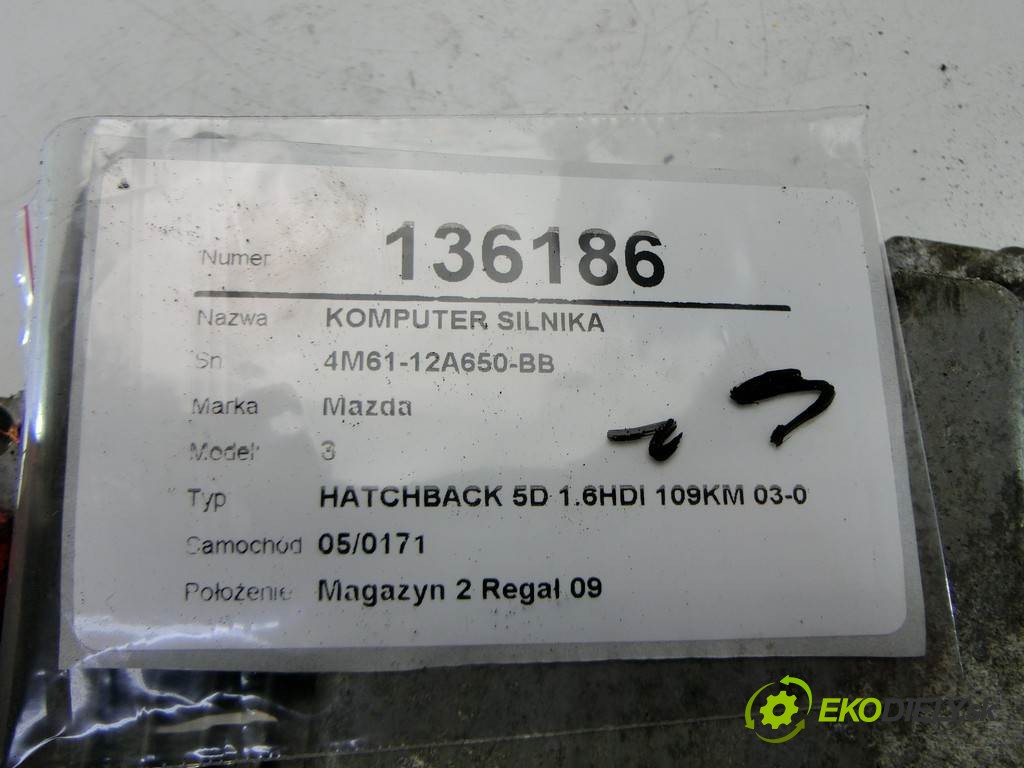 Numer 136186
Nazwa KOMPUTER SILNIKA
Sn 4M61-12A650-BB
Marka Mazda
Model 3
Typ HATCHBACK 5D 1.6HDI 109KM 03-0
Samochód 05/0171
Położenie Magazyn 2 Regał 09